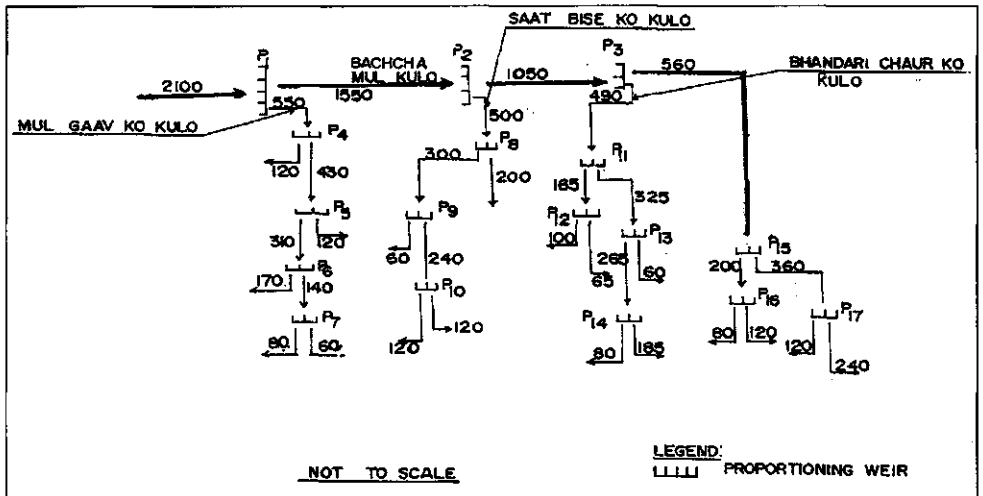 SAAT BISE KO KULO
P
P2
P3
BACHCHA
MUL KULO
2100
1550
1050
560
BHANDARI CHAUR KO
KULO
550
490
MUL GAAV KO KULO
500
P4
P8
P11
120
430
300
200
185
325
P5
P9
P12
P13
310
120
60
240
100
265
60
65
P15
200
360
P6
170
140
P10
P16
P17
P7
P14
80
60
120
120
80
185
80
120
120
240
NOT TO SCALE
LEGEND:
PROPORTIONING WEIR